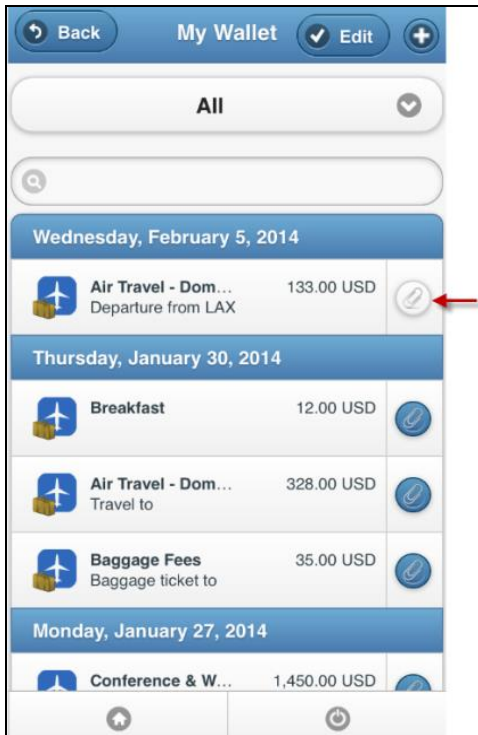 Back My Wallet Edit
All
Wednesday, February 5, 2014
Air Travel - Dom... 133.00 USD
Departure from LAX
Thursday, January 30, 2014
Breakfast 12.00 USD
Air Travel - Dom... 328.00 USD
Travel to
Baggage Fees 35.00 USD
Baggage ticket to
Monday, January 27, 2014
Conference & W... 1,450.00 USD